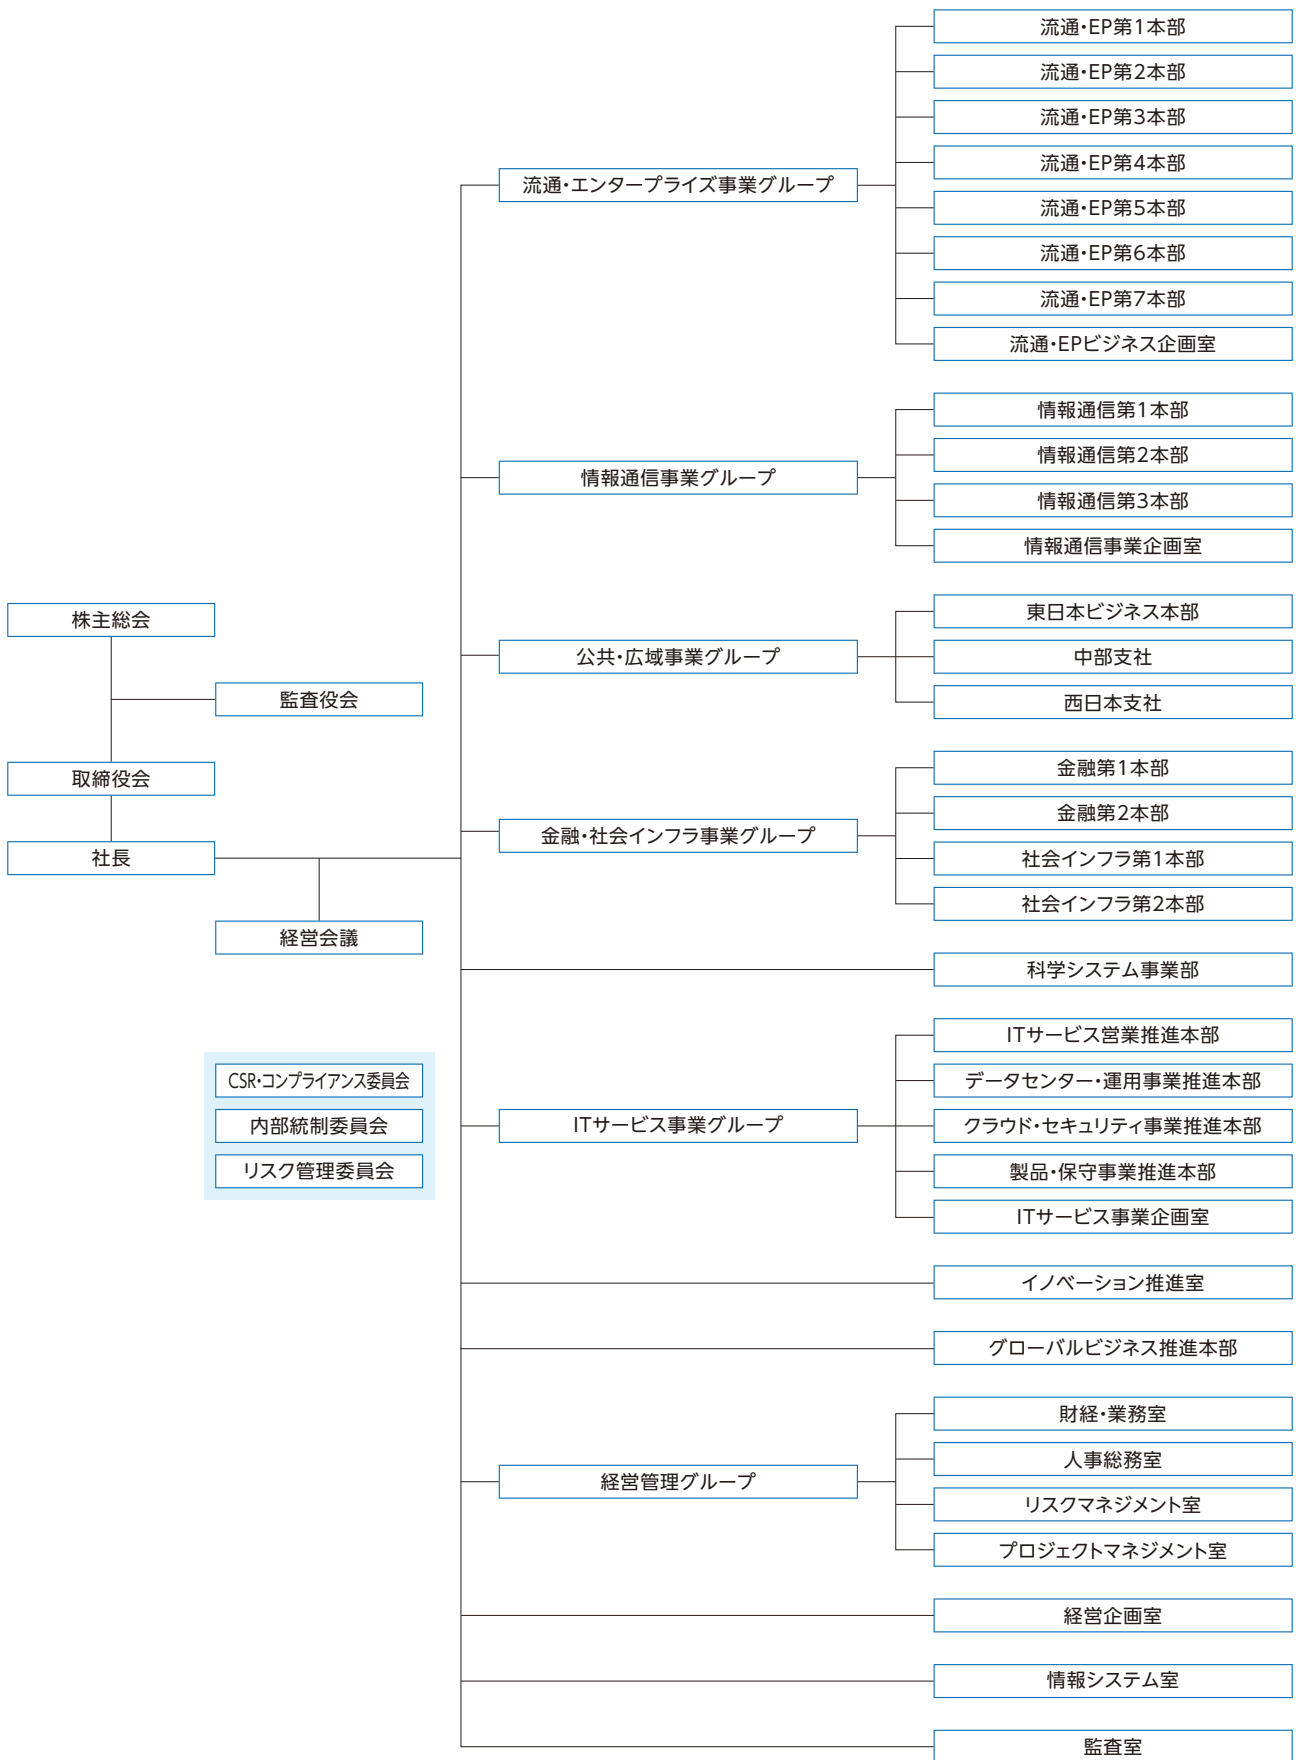 株主総会
監査役会
取締役会
社長
経営会議
CSR・コンプライアンス委員会
内部統制委員会
リスク管理委員会
流通・エンタープライズ事業グループ
流通・EP第1本部
流通・EP第2本部
流通・EP第3本部
流通・EP第4本部
流通・EP第5本部
流通・EP第6本部
流通・EP第7本部
流通・EPビジネス企画室
情報通信事業グループ
情報通信第1本部
情報通信第2本部
情報通信第3本部
情報通信事業企画室
公共・広域事業グループ
東日本ビジネス本部
中部支社
西日本支社
金融・社会インフラ事業グループ
金融第1本部
金融第2本部
社会インフラ第1本部
社会インフラ第2本部
科学システム事業部
ITサービス事業グループ
ITサービス営業推進本部
データセンター・運用事業推進本部
クラウド・セキュリティ事業推進本部
製品・保守事業推進本部
ITサービス事業企画室
イノベーション推進室
グローバルビジネス推進本部
経営管理グループ
財経・業務室
人事総務室
リスクマネジメント室
プロジェクトマネジメント室
経営企画室
情報システム室
監査室